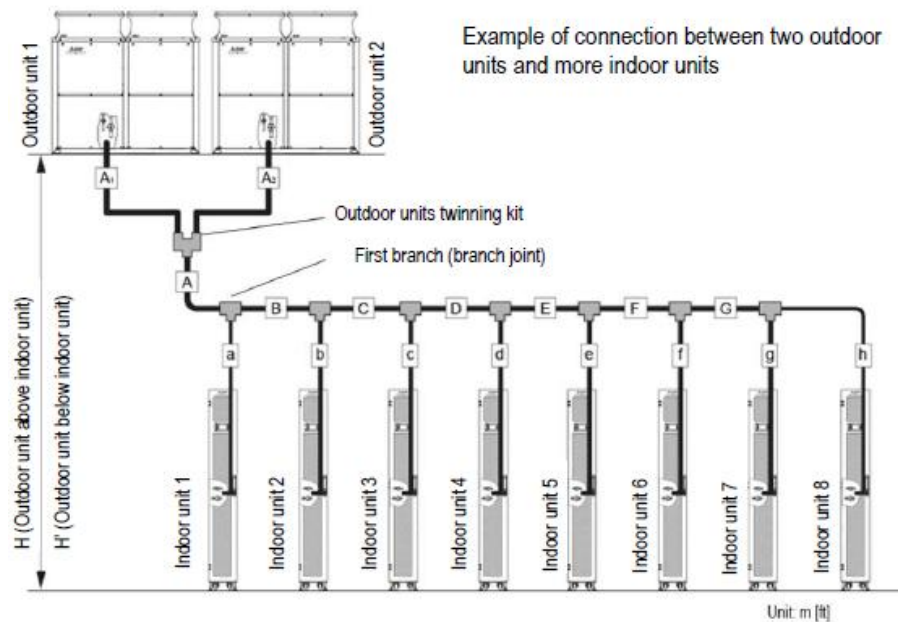 Example of connection between two outdoor
units and more indoor units
Outdoor unit 1
Outdoor unit 2
A1
A2
Outdoor units twinning kit
First branch (branch joint)
A
B
C
D
E
F
G
a
b
c
d
e
f
g
h
H (Outdoor unit above indoor unit)
H' (Outdoor unit below indoor unit)
Indoor unit 1
Indoor unit 2
Indoor unit 3
Indoor unit 4
Indoor unit 5
Indoor unit 6
Indoor unit 7
Indoor unit 8
Unit: m [ft]